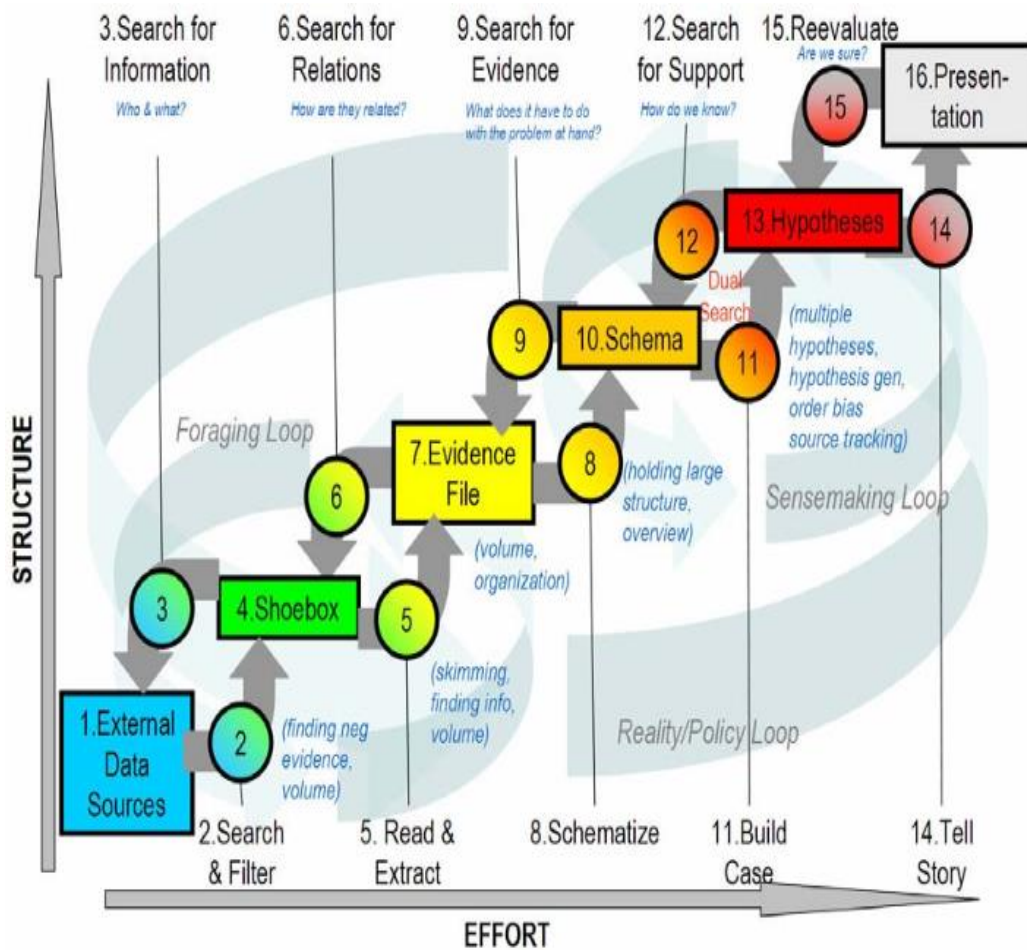 3.Search for
Information
Who & what?
6.Search for
Relations
How are they related?
9.Search for
Evidence
What does it have to do
with the problem at hand?
12.Search
for Support
How do we know?
15.Reevaluate
Are we sure?
16.Presen-
tation
15
13.Hypotheses
14
12
Dual
Search
11
(multiple
hypotheses,
hypothesis gen,
order bias
source tracking)
10.Schema
9
Foraging Loop
7.Evidence
File
8
(holding large
structure,
overview)
Sensemaking Loop
6
(volume,
organization)
3
4.Shoebox
5
(skimming,
finding info,
volume)
Reality/Policy Loop
1.External
Data
Sources
2
(finding neg
evidence,
volume)
2.Search
& Filter
5. Read &
Extract
8.Schematize
11.Build
Case
14.Tell
Story
STRUCTURE
EFFORT